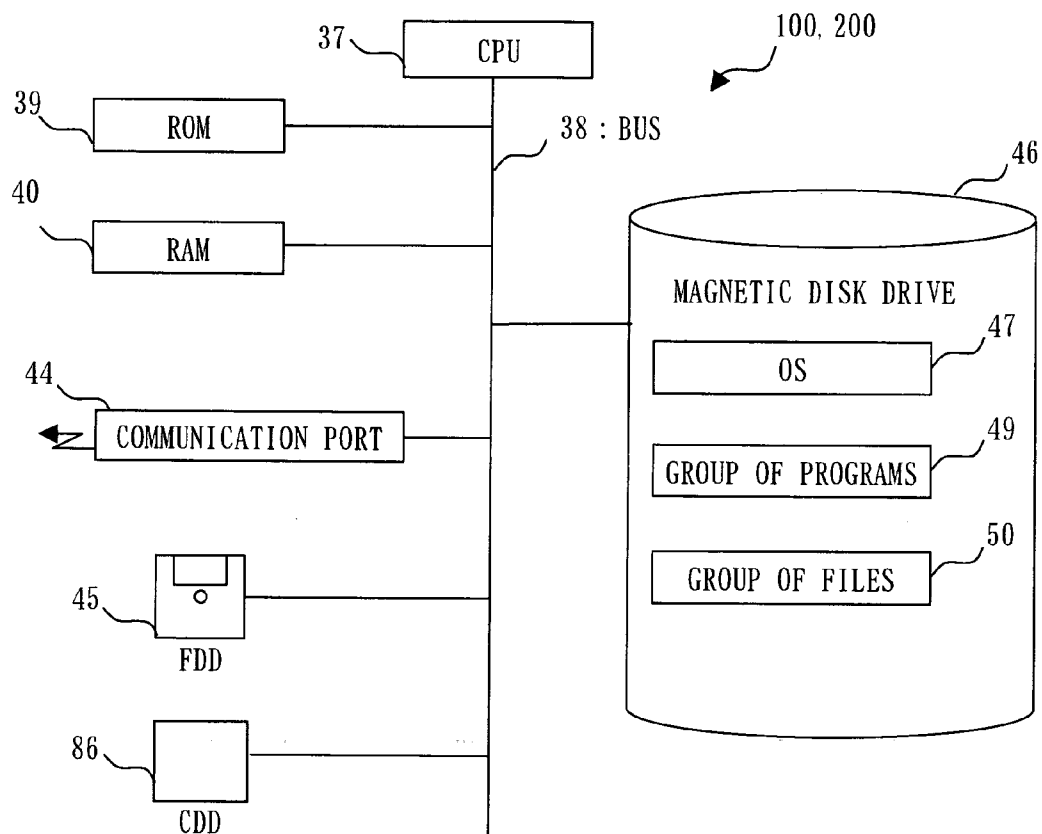 37
CPU
100, 200
39
ROM
38 : BUS
46
40
RAM
MAGNETIC DISK DRIVE
47
OS
44
COMMUNICATION PORT
49
GROUP OF PROGRAMS
50
GROUP OF FILES
45
FDD
86
CDD